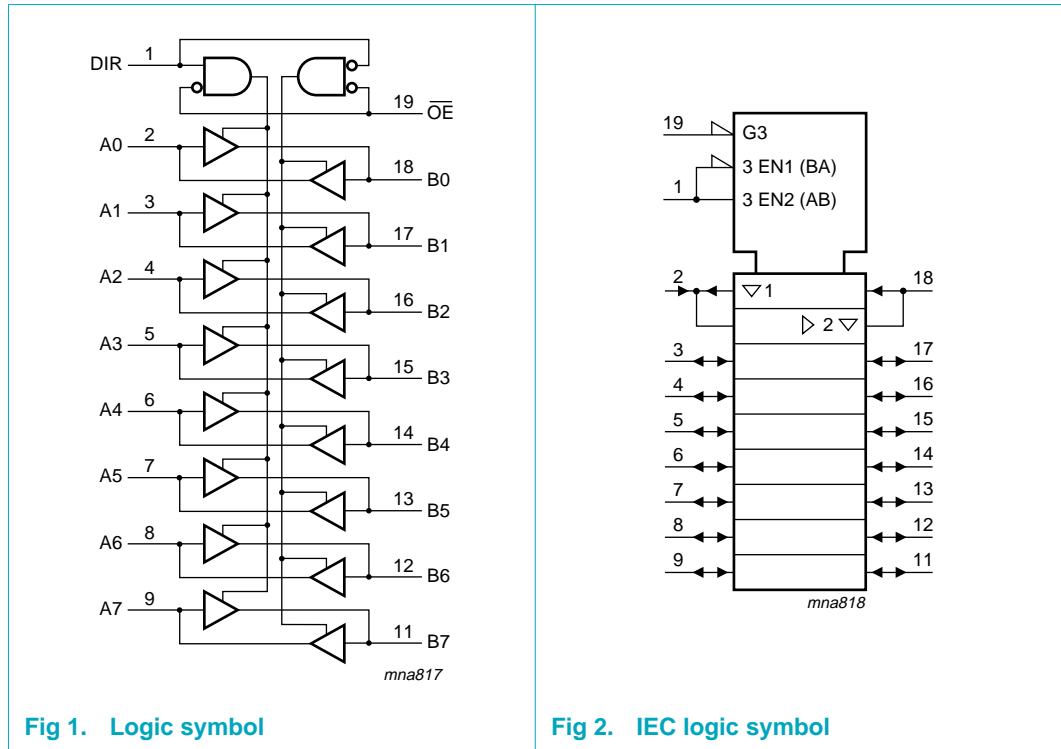 DIR 1
19 OE
A0 2
18 B0
A1 3
17 B1
A2 4
16 B2
A3 5
15 B3
A4 6
14 B4
A5 7
13 B5
A6 8
12 B6
A7 9
11 B7
mna817
Fig 1. Logic symbol
19 G3
3 EN1 (BA)
1
3 EN2 (AB)
2 1 18
2
3 17
4 16
5 15
6 14
7 13
8 12
9 11
mna818
Fig 2. IEC logic symbol